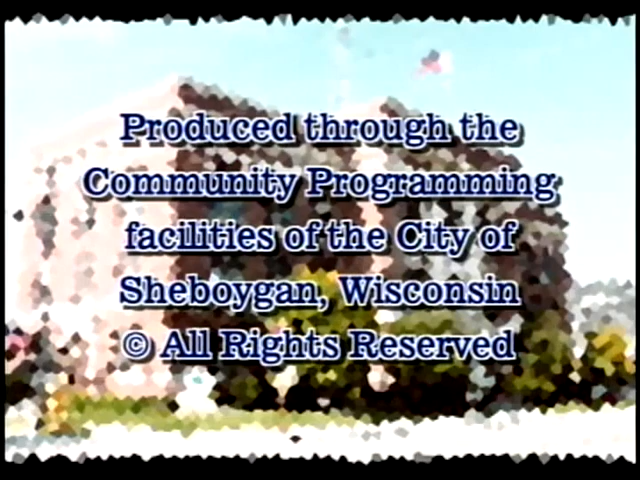 Produced through the
Community Programming
facilities of the City of
Sheboygan, Wisconsin
© All Rights Reserved